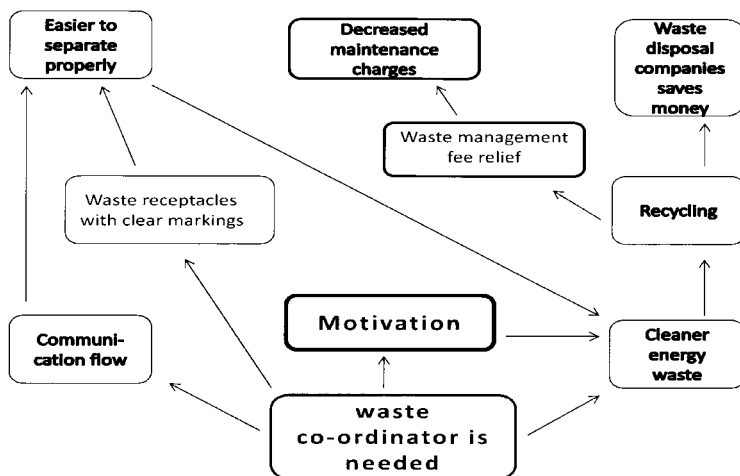 Easier to
separate
properly
Decreased
maintenance
charges
Waste
disposal
companies
saves
money
Waste management
fee relief
Waste receptacles
with clear markings
Recycling
Motivation
Communi-
cation flow
Cleaner
energy
waste
waste
co-ordinator is
needed